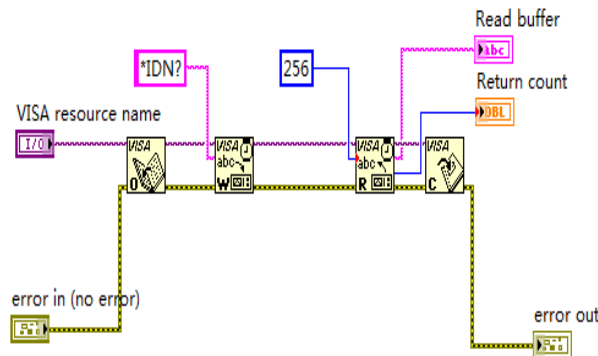 Read buffer
abc
*IDN?
256
Return count
DBL
VISA resource name
I/O
VISA
O
VISA
abc
W
VISA
abc
R
VISA
C
error in (no error)
error out